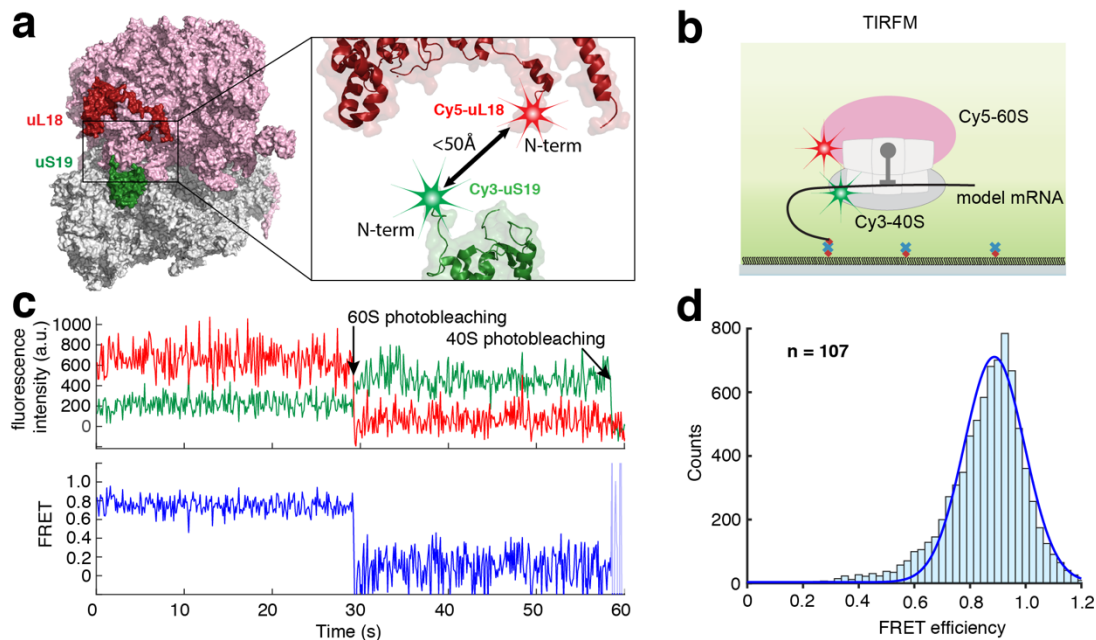 a
uL18
uS19
Cy5-uL18
N-term
<50Å
Cy3-uS19
N-term
b
TIRFM
Cy5-60S
model mRNA
Cy3-40S
c
fluorescence
intensity (a.u.)
1000
800
600
400
200
0
60S photobleaching
40S photobleaching
FRET
1.0
0.8
0.6
0.4
0.2
0
0 10 20 30 40 50 60
Time (s)
d
n = 107
Counts
800
600
400
200
0
0 0.2 0.4 0.6 0.8 1.0 1.2
FRET efficiency